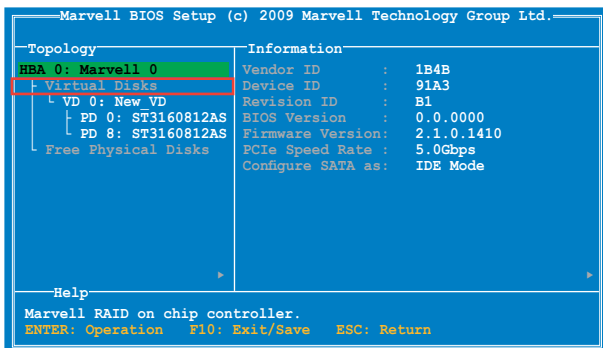 Marvell BIOS Setup (c) 2009 Marvell Technology Group Ltd.
Topology
HBA 0: Marvell 0
Virtual Disks
VD 0: New_VD
PD 0: ST3160812AS
PD 8: ST3160812AS
Free Physical Disks
Information
Vendor ID : 1B4B
Device ID : 91A3
Revision ID : B1
BIOS Version : 0.0.0000
Firmware Version: 2.1.0.1410
PCIe Speed Rate : 5.0Gbps
Configure SATA as: IDE Mode
Help
Marvell RAID on chip controller.
ENTER: Operation F10: Exit/Save ESC: Return